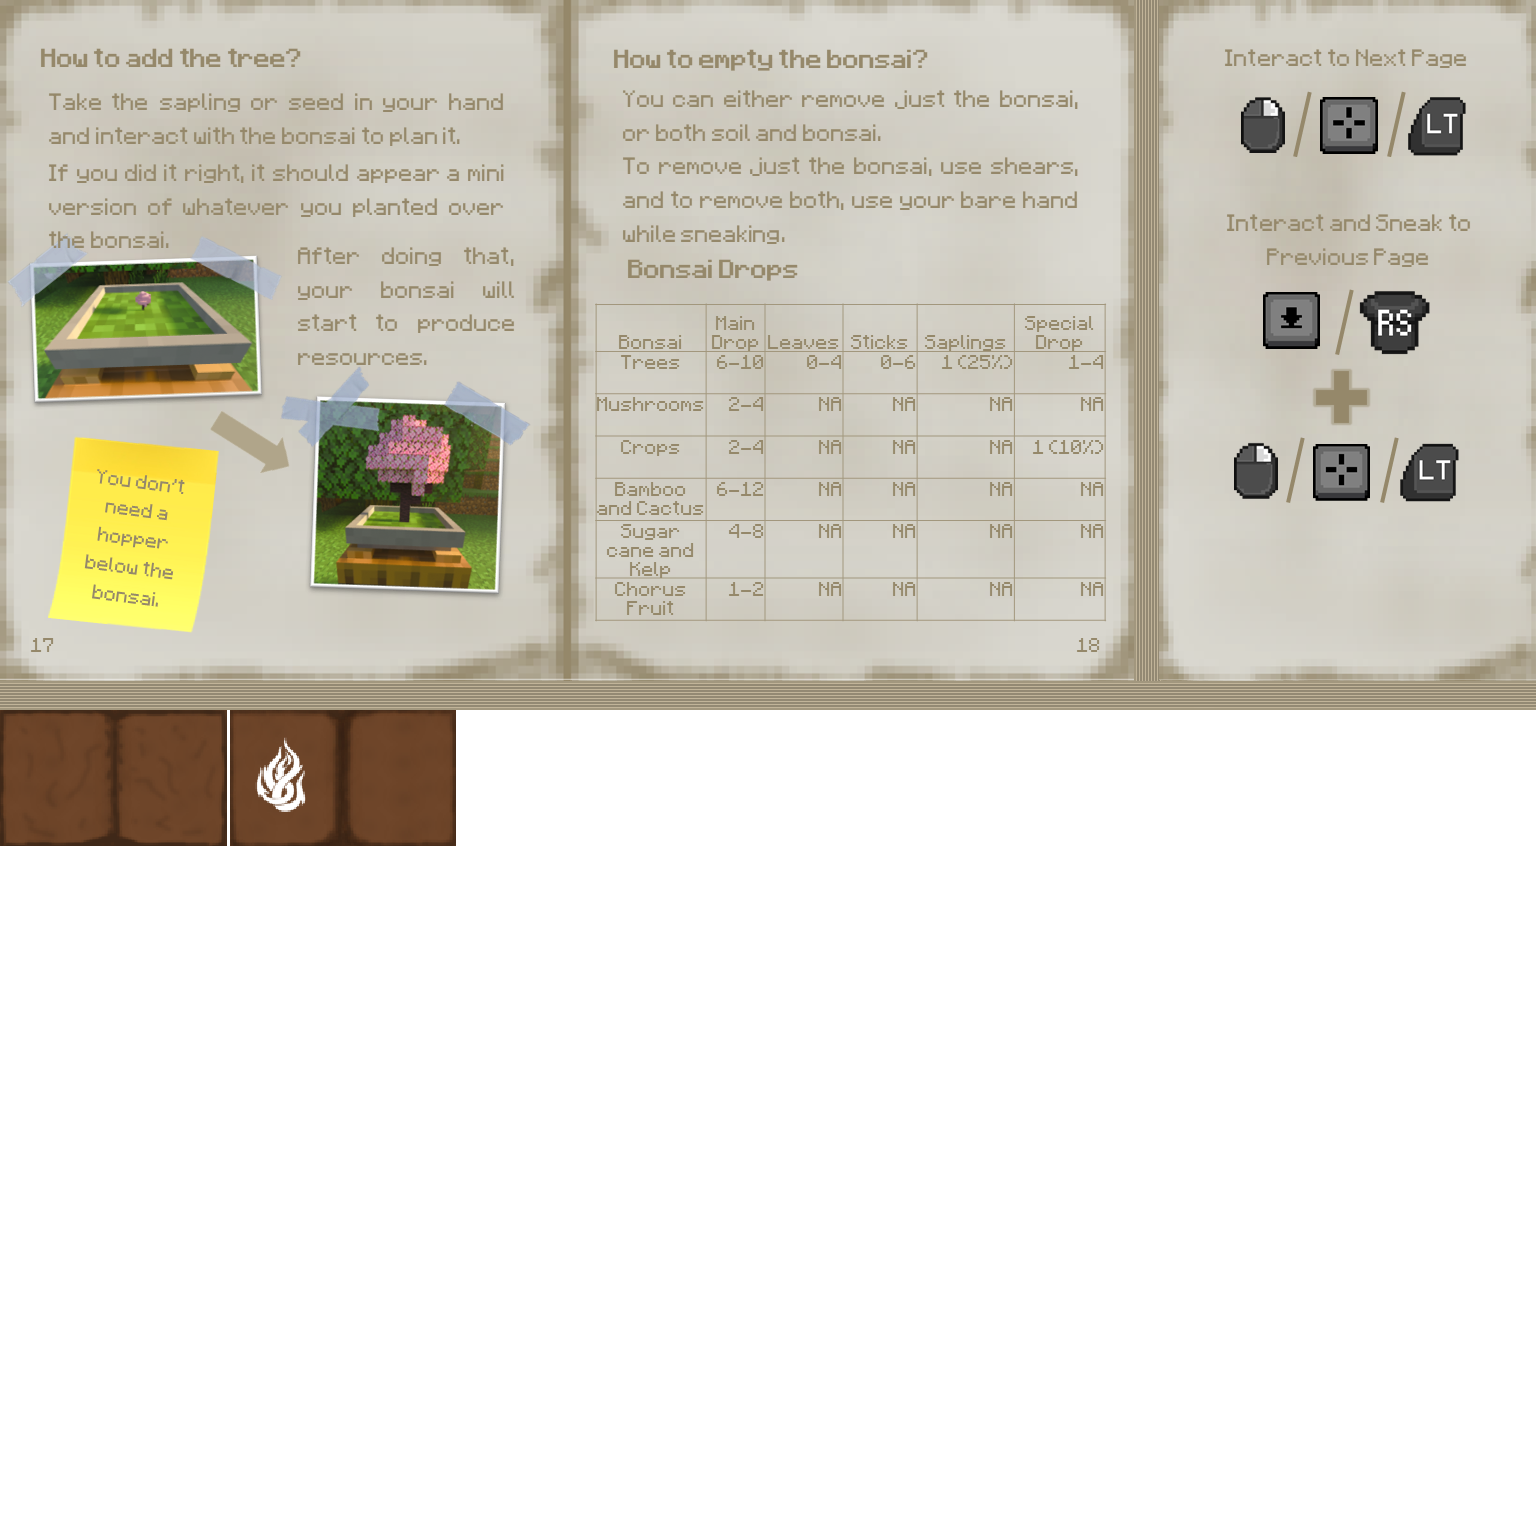 How to add the tree?
Take the sapling or seed in your hand
and interact with the bonsai to plan it.
If you did it right, it should appear a mini
version of whatever you planted over
the bonsai.
After doing that,
your bonsai will
start to produce
resources.
You don't
need a
hopper
below the
bonsai.
17
How to empty the bonsai?
You can either remove just the bonsai,
or both soil and bonsai.
To remove just the bonsai, use shears,
and to remove both, use your bare hand
while sneaking.
Bonsai Drops
Bonsai Main Drop Leaves Sticks Saplings Special Drop
Trees 6-10 0-4 0-6 1 (25%) 1-4
Mushrooms 2-4 NA NA NA NA
Crops 2-4 NA NA NA 1 (10%)
Bamboo and Cactus 6-12 NA NA NA NA
Sugar cane and Kelp 4-8 NA NA NA NA
Chorus Fruit 1-2 NA NA NA NA
18
Interact to Next Page
LT
Interact and Sneak to
Previous Page
RS
LT